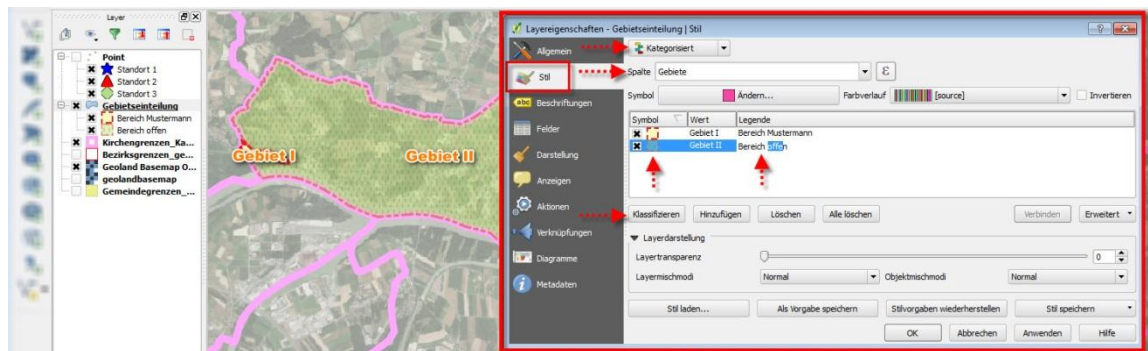 Layer
Point
Standort 1
Standort 2
Standort 3
Gebietseinteilung
Bereich Mustermann
Bereich offen
Kirchengrenzen_Ka...
Bezirksgrenzen_ge...
Geoland Basemap O...
geolandbasemap
Gemeindegrenzen_...
Gebiet I
Gebiet II
Layereigenschaften - Gebietseinteilung | Stil
Allgemein
Stil
abc Beschriftungen
Felder
Darstellung
Anzeigen
Aktionen
Verknüpfungen
Diagramme
Metadaten
Kategorisiert
Spalte Gebiete ε
Symbol Ändern... Farbverlauf [source] Invertieren
Symbol Wert Legende
Gebiet I Bereich Mustermann
Gebiet II Bereich offen
Klassifizieren Hinzufügen Löschen Alle löschen Verbinden Erweitert
Layerdarstellung
Layertransparenz 0
Layermischmodi Normal Objektmischmodi Normal
Stil laden... Als Vorgabe speichern Stilvorgaben wiederherstellen Stil speichern
OK Abbrechen Anwenden Hilfe